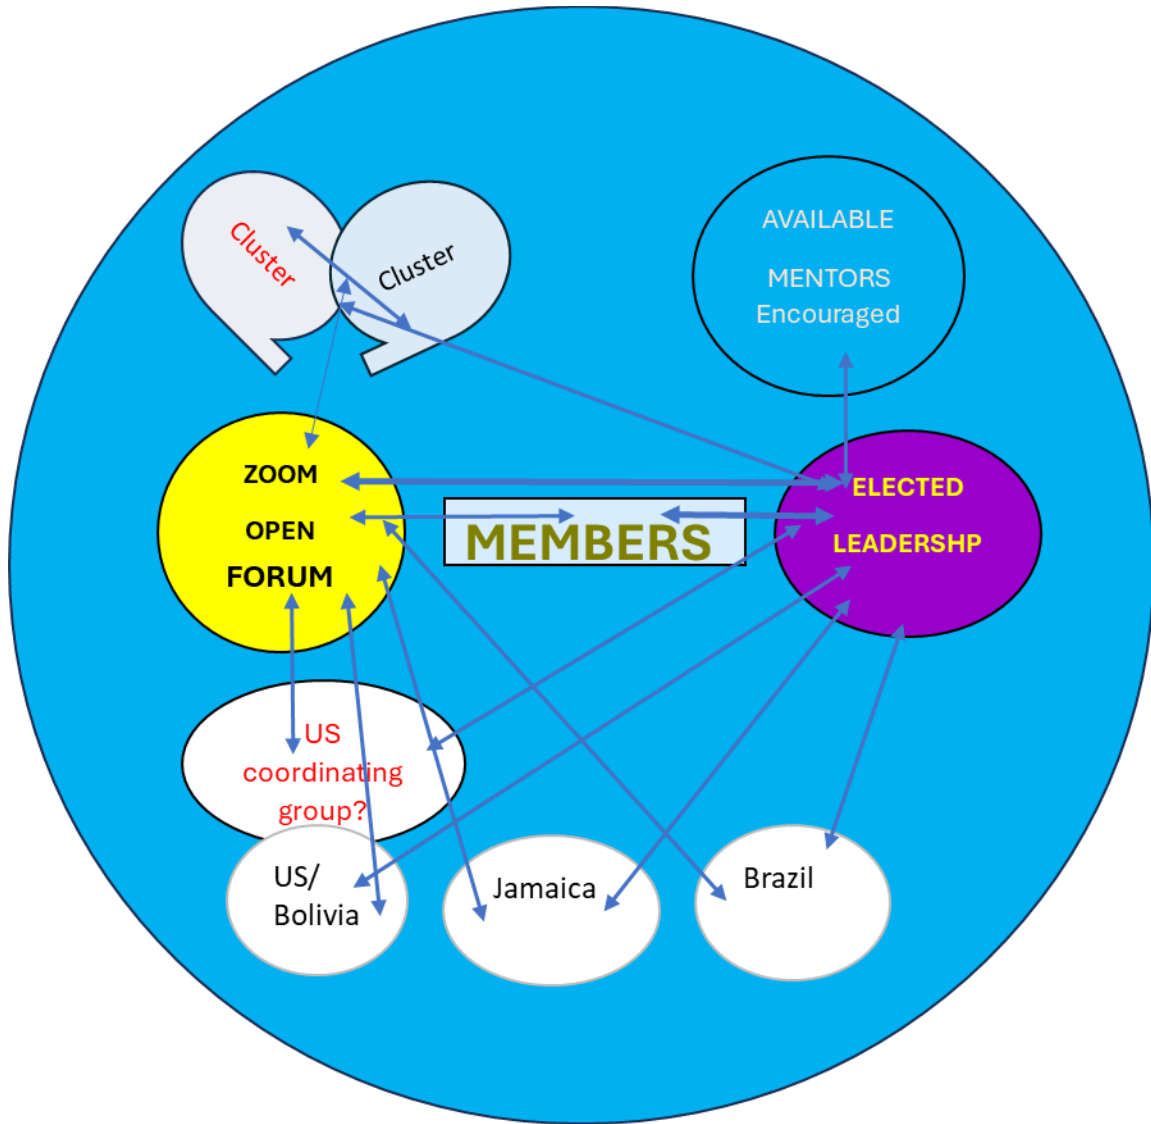 Cluster
Cluster
AVAILABLE
MENTORS
Encouraged
ZOOM
OPEN
FORUM
MEMBERS
ELECTED
LEADERSHP
US
coordinating
group?
US/
Bolivia
Jamaica
Brazil